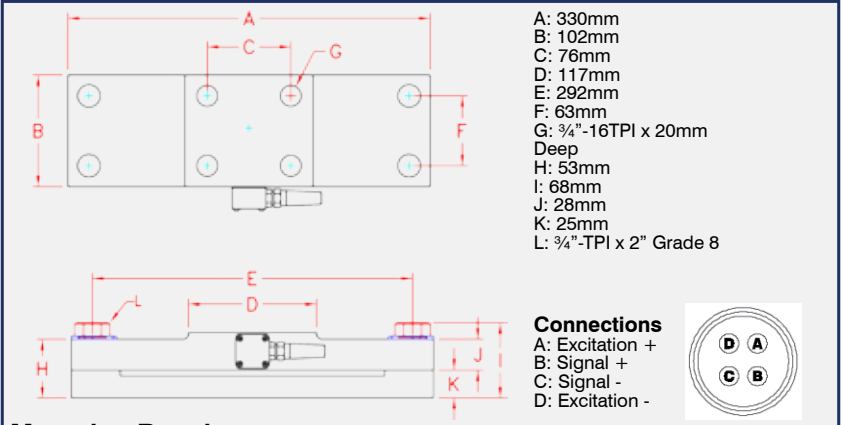 A
C
G
B
F
A: 330mm
B: 102mm
C: 76mm
D: 117mm
E: 292mm
F: 63mm
G: ¾”-16TPI x 20mm
Deep
H: 53mm
I: 68mm
J: 28mm
K: 25mm
L: ¾”-TPI x 2” Grade 8
E
L
D
H
J
I
K
Connections
A: Excitation +
B: Signal +
C: Signal -
D: Excitation -
D A
C B